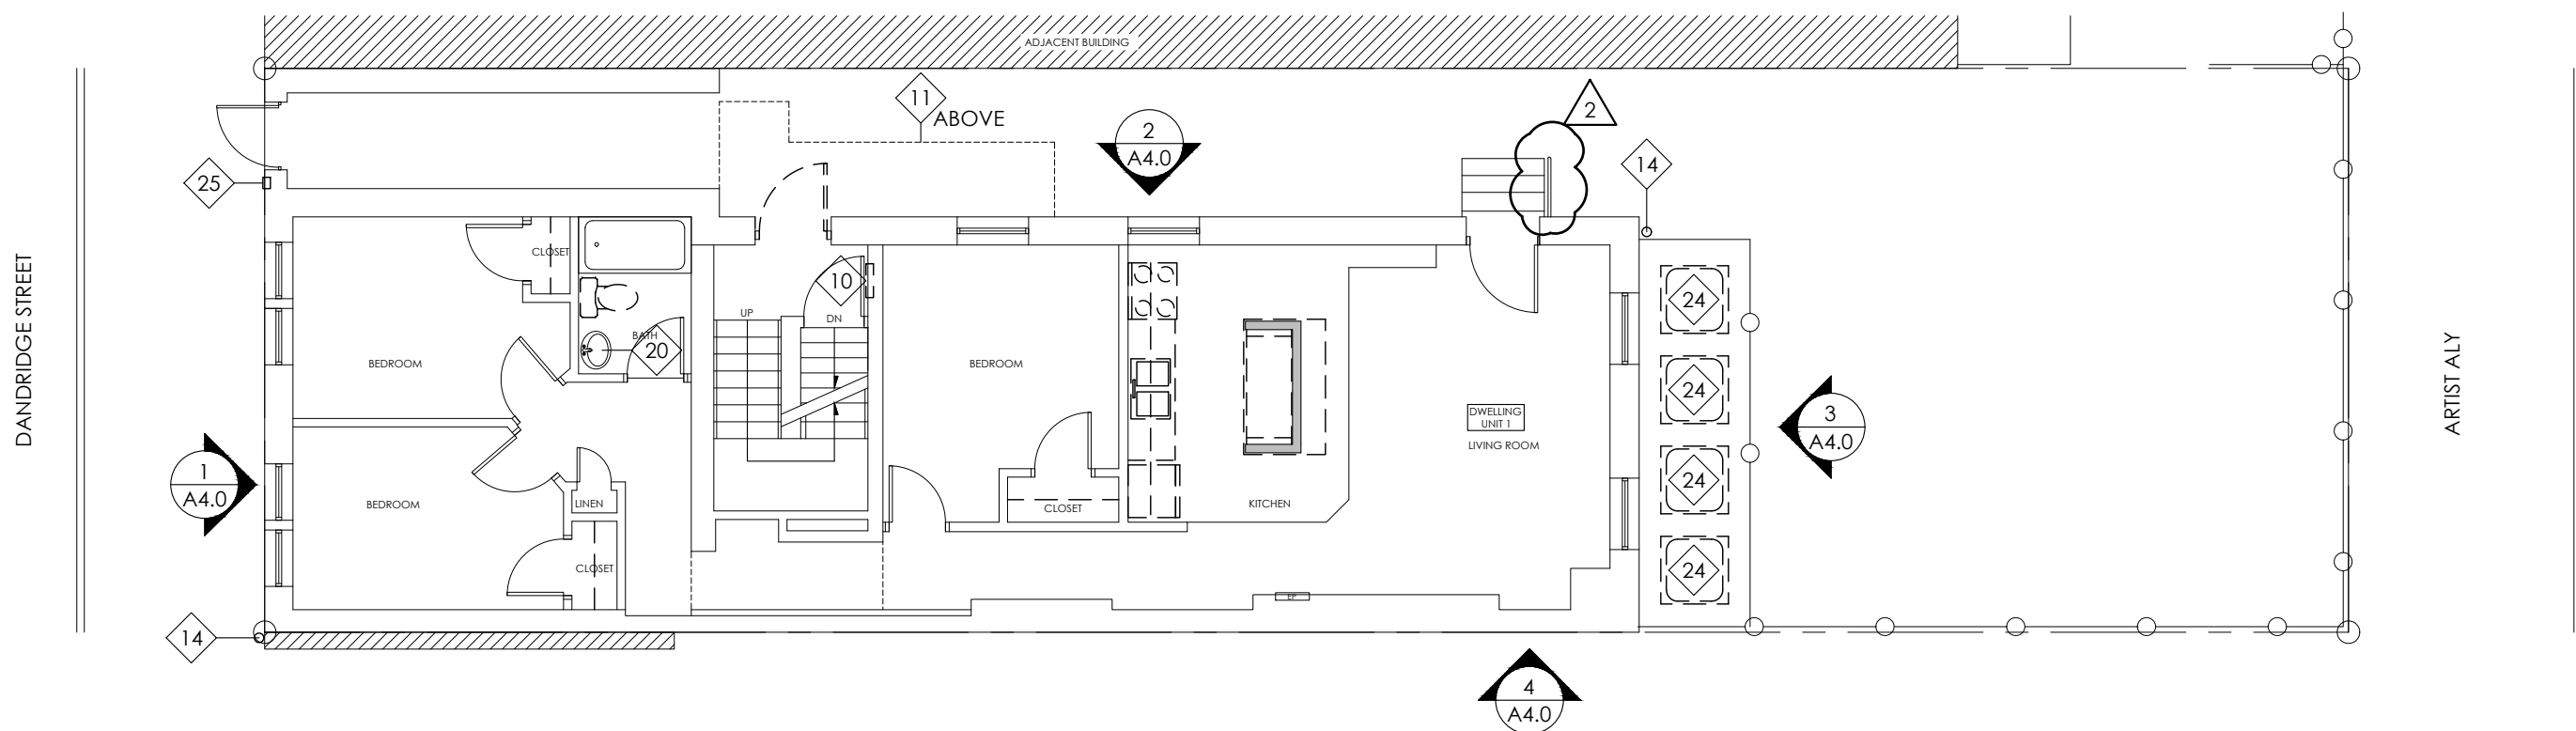 ADJACENT BUILDING
11
ABOVE
2
A4.0
2
14
25
CLOSET
10
24
UP
DN
BATH
20
BEDROOM
BEDROOM
24
DANDRIDGE STREET
ARTIST ALY
DWELLING
UNIT 1
LIVING ROOM
3
A4.0
1
A4.0
24
BEDROOM
LINEN
CLOSET
KITCHEN
CLOSET
24
EP
14
4
A4.0